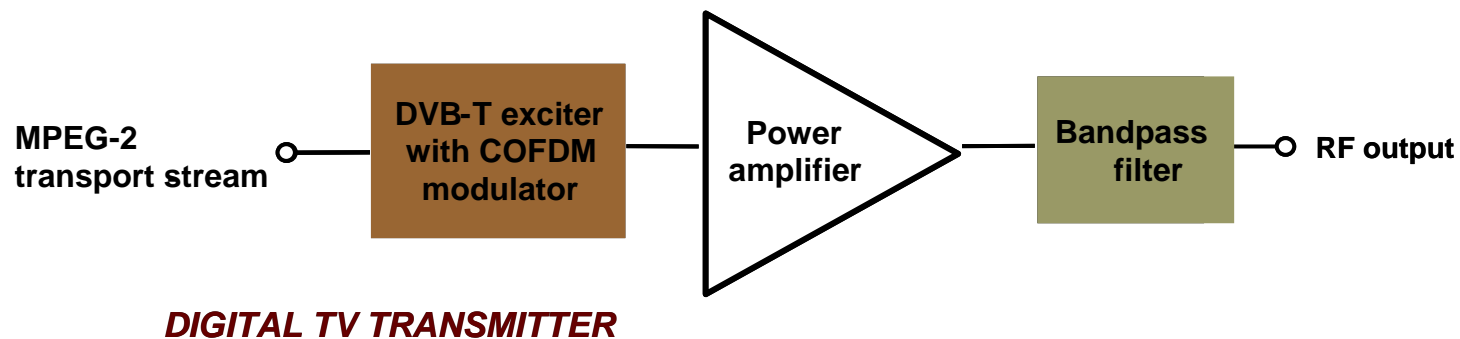 MPEG-2
transport stream
DVB-T exciter
with COFDM
modulator
Power
amplifier
Bandpass
filter
RF output
DIGITAL TV TRANSMITTER